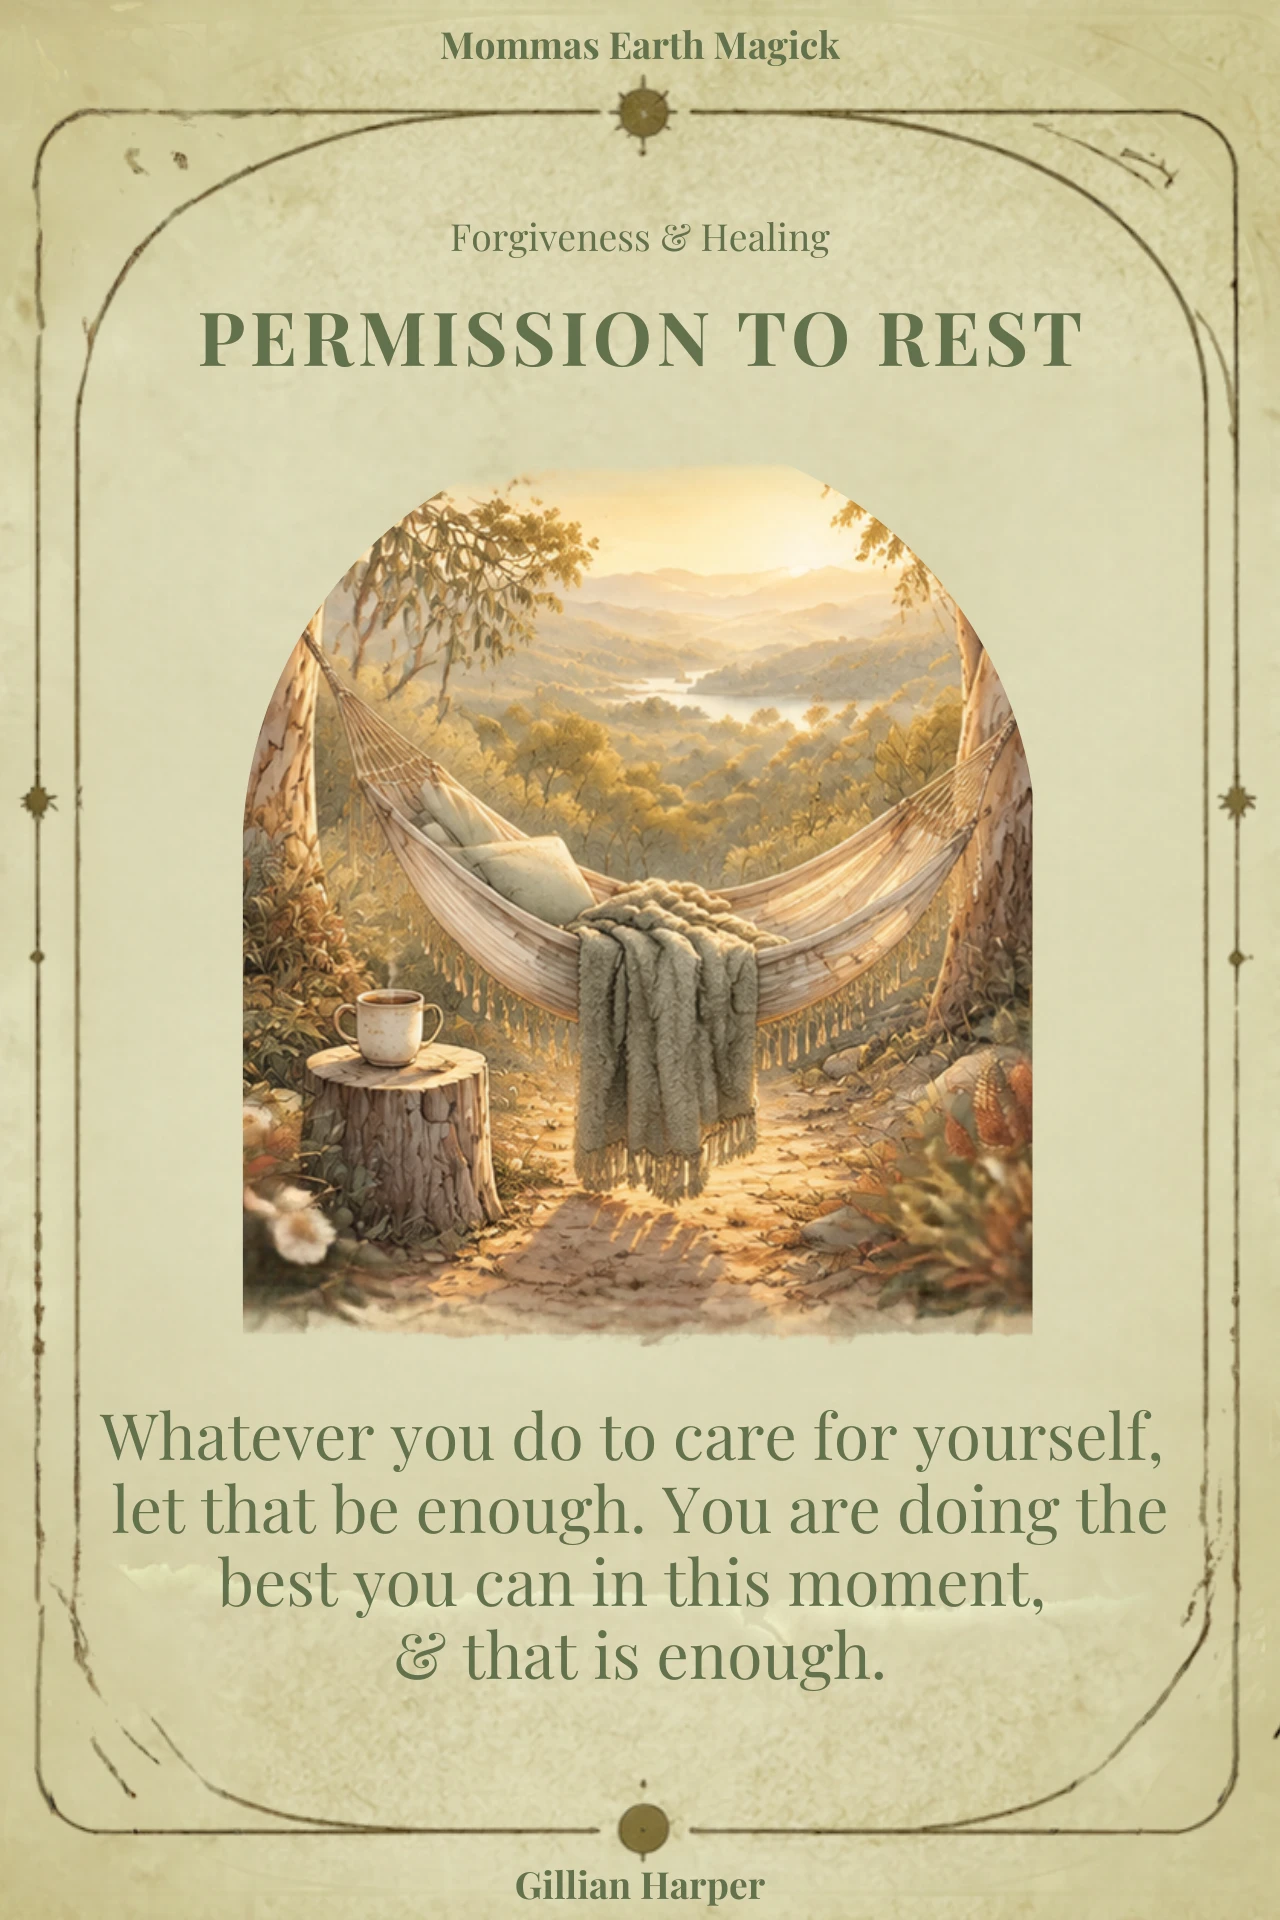 Mommas Earth Magick
Forgiveness & Healing
PERMISSION TO REST
Whatever you do to care for yourself,
let that be enough. You are doing the
best you can in this moment,
& that is enough.
Gillian Harper